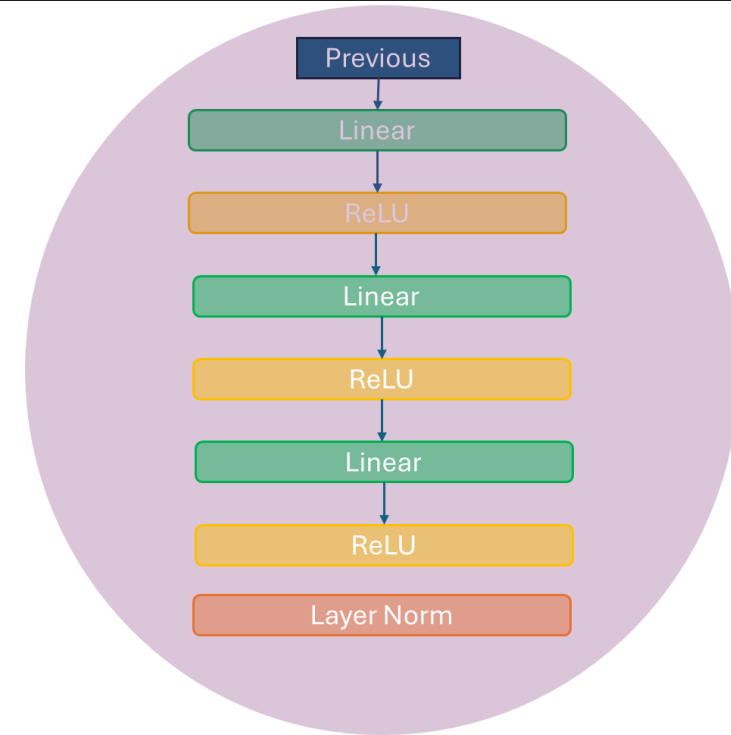 Previous
Linear
ReLU
Linear
ReLU
Linear
ReLU
Layer Norm